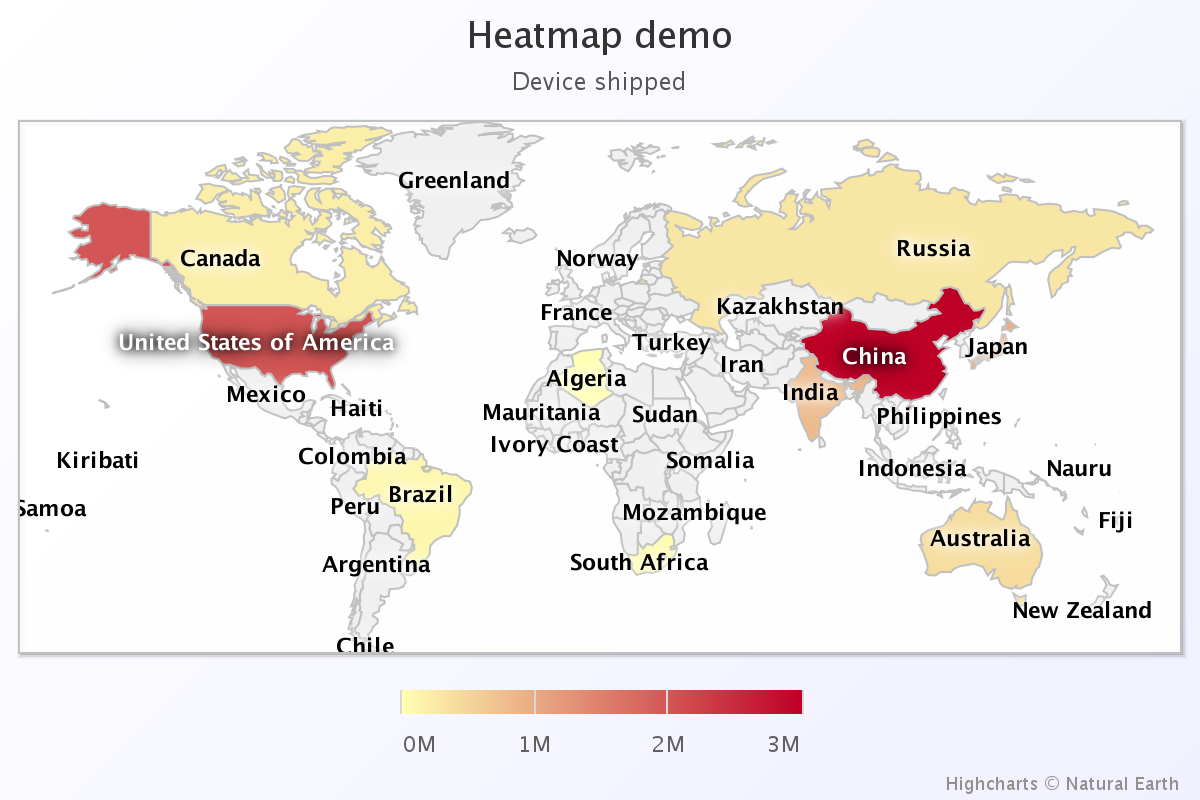 Heatmap demo
Device shipped
Greenland
Russia
Canada
Norway
Kazakhstan
France
United States of America
Turkey
Japan
China
Iran
Algeria
India
Mexico
Haiti
Mauritania
Sudan
Philippines
Ivory Coast
Colombia
Kiribati
Somalia
Indonesia
Nauru
Brazil
Peru
Samoa
Mozambique
Fiji
Australia
Argentina
South Africa
New Zealand
Chile
0M 1M 2M 3M
Highcharts © Natural Earth